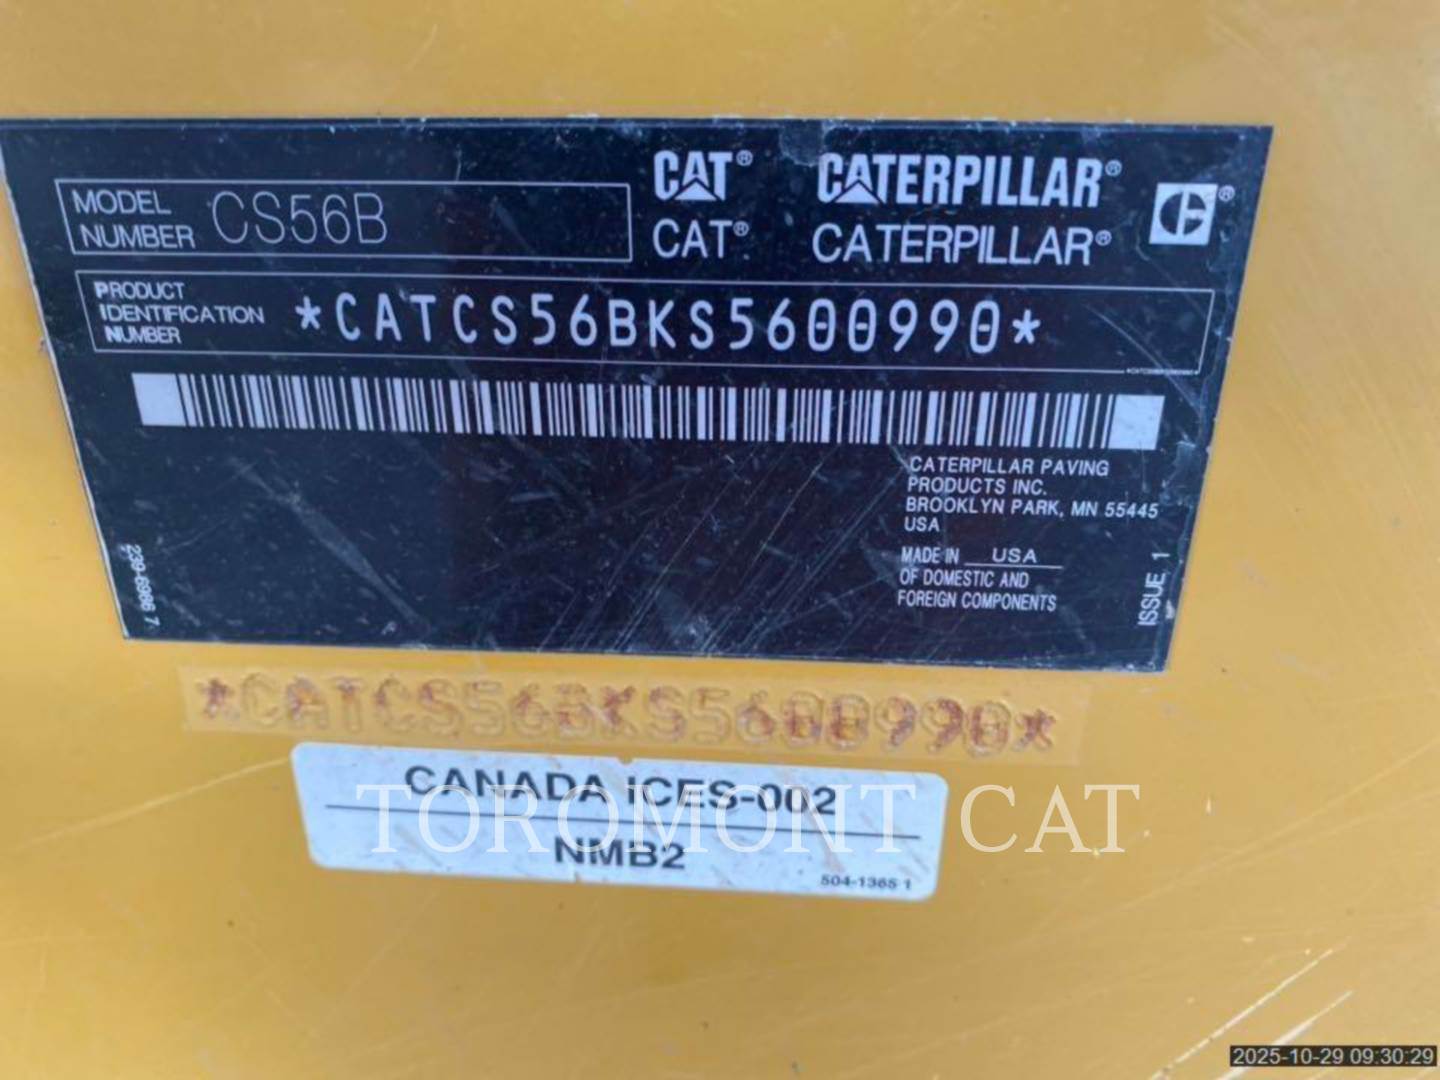 MODEL NUMBER CS56B
CAT® CATERPILLAR®
CAT® CATERPILLAR®
PRODUCT
IDENTIFICATION
NUMBER
*CATCS56BKS5600990*
CATERPILLAR PAVING
PRODUCTS INC.
BROOKLYN PARK, MN 55445
USA
MADE IN USA
OF DOMESTIC AND
FOREIGN COMPONENTS
239-6986 7
ISSUE 1
*CATCS56BKS5600990*
CANADA ICES-002
NMB2
504-1365 1
TOROMONT CAT
2025-10-29 09:30:29